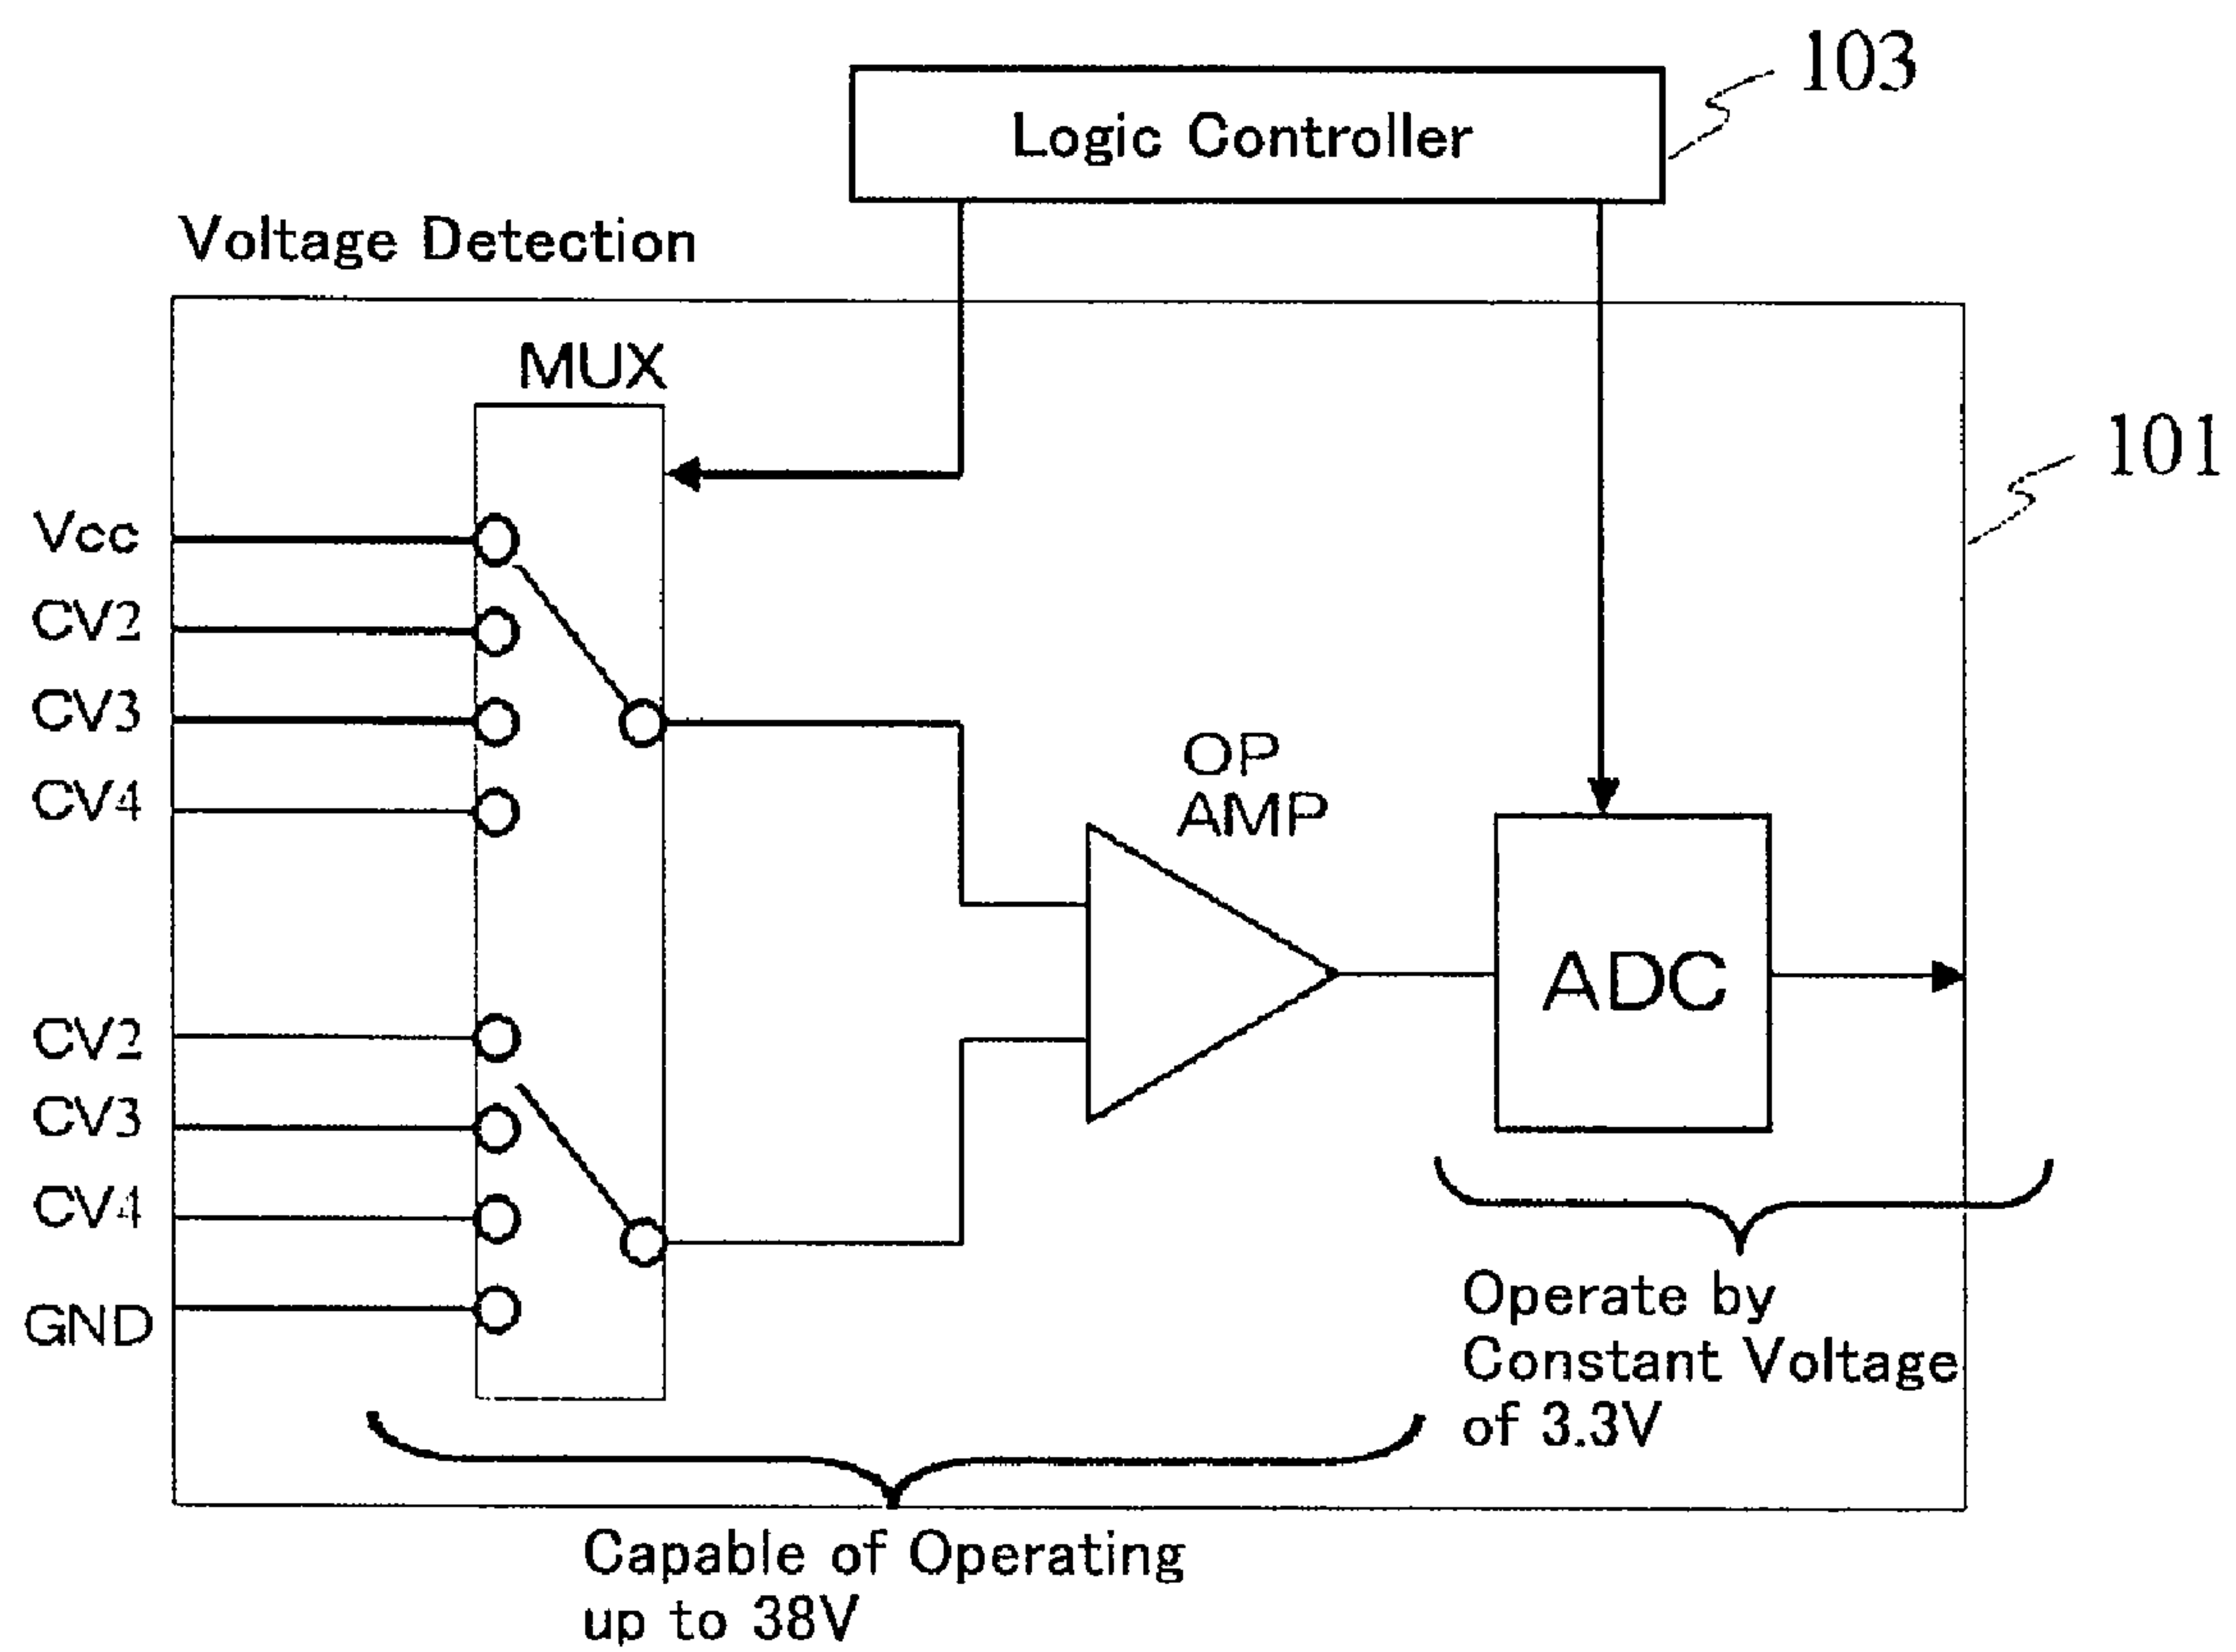 103
Logic Controller
Voltage Detection
MUX
101
Vcc
CV2
CV3
CV4
OP
AMP
ADC
CV2
CV3
CV4
GND
Operate by
Constant Voltage
of 3.3V
Capable of Operating
up to 38V